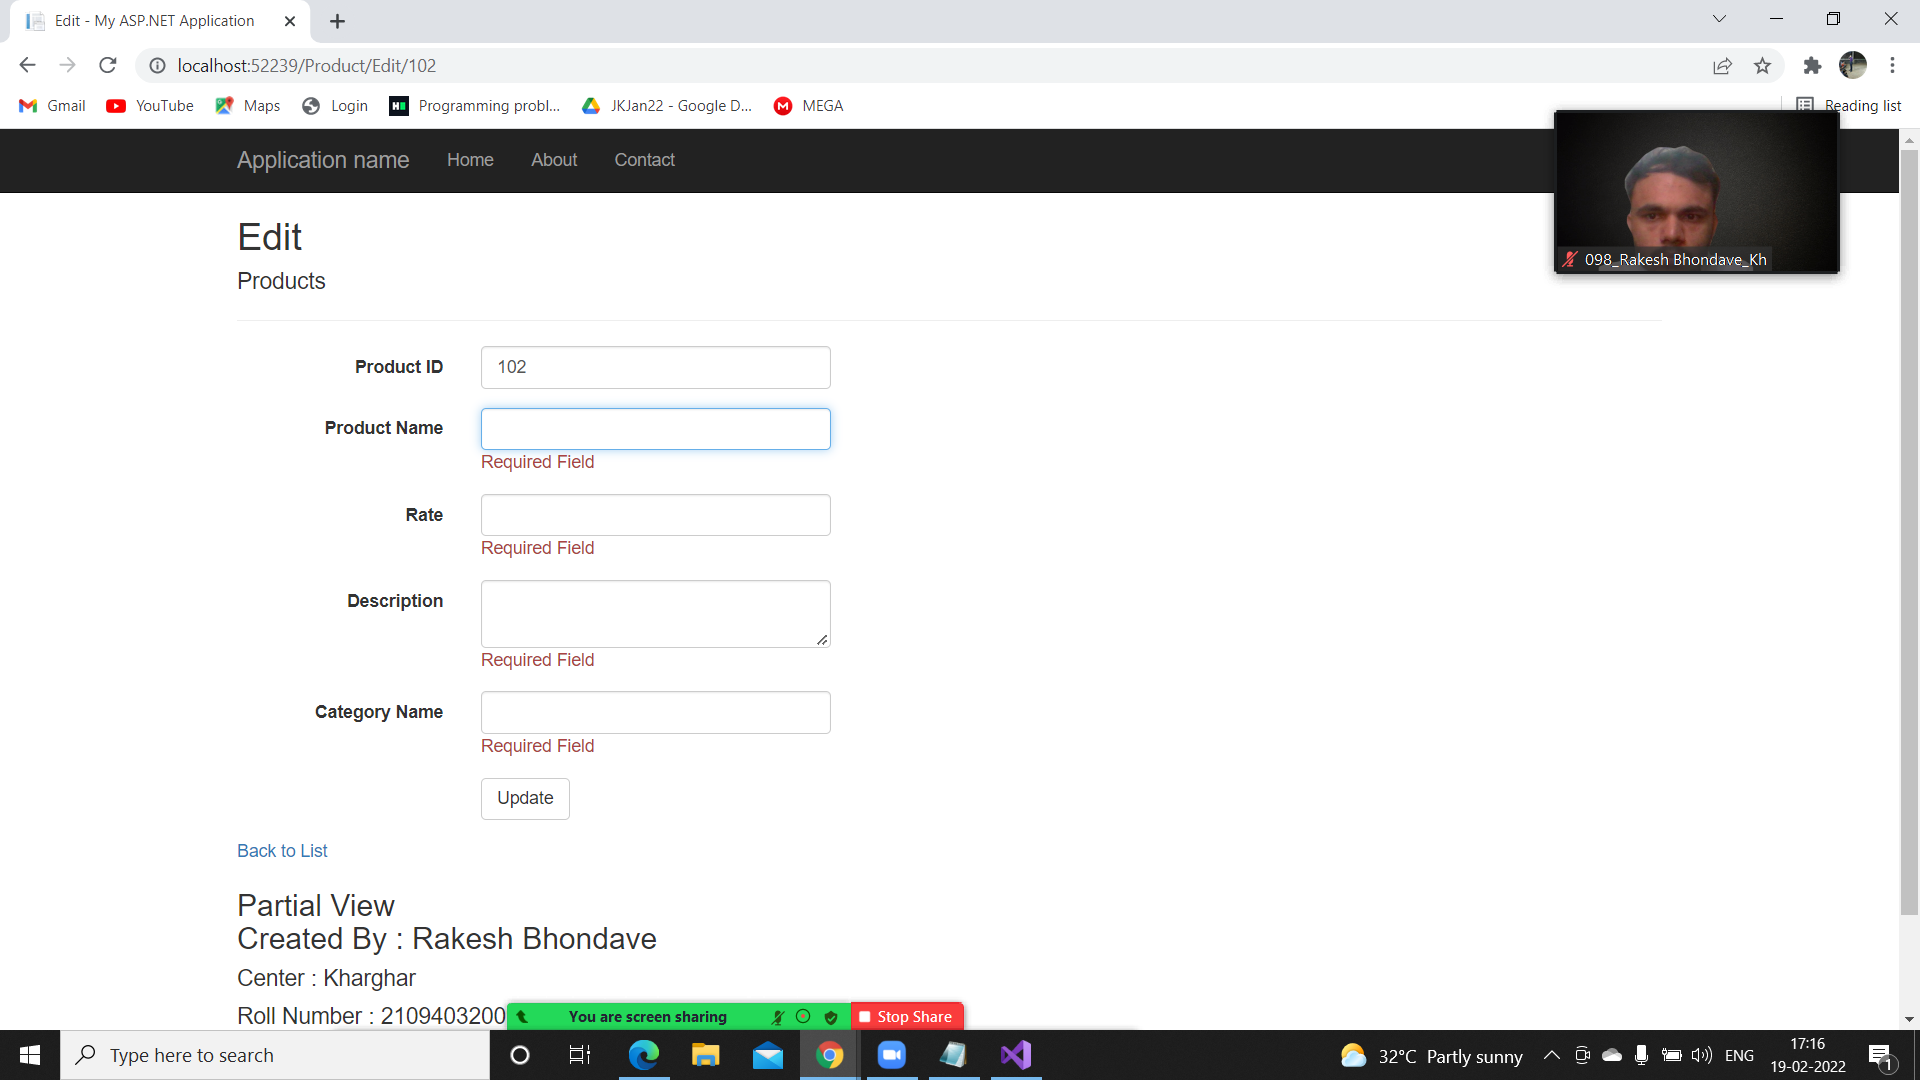 Edit - My ASP.NET Application
localhost:52239/Product/Edit/102
Gmail YouTube Maps Login Programming probl... JKJan22 - Google D... MEGA Reading list
Application name Home About Contact
098_Rakesh Bhondave_Kh
Edit
Products
Product ID 102
Product Name
Required Field
Rate
Required Field
Description
Required Field
Category Name
Required Field
Update
Back to List
Partial View
Created By : Rakesh Bhondave
Center : Kharghar
Roll Number : 2109403200
You are screen sharing Stop Share
Type here to search
32°C Partly sunny
ENG
17:16
19-02-2022
1